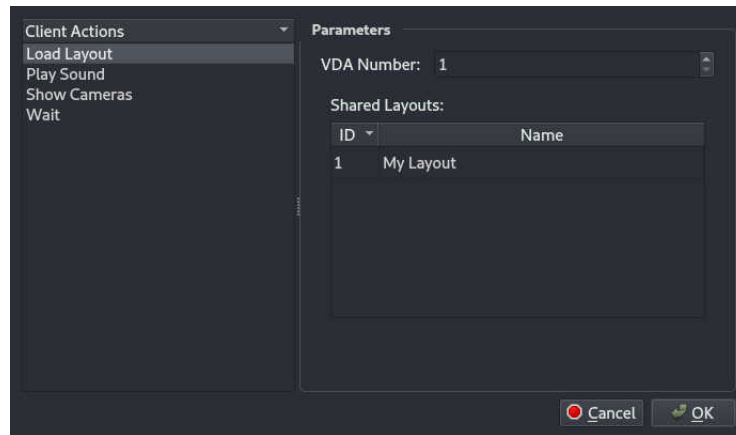 Client Actions
Load Layout
Play Sound
Show Cameras
Wait
Parameters
VDA Number: 1
Shared Layouts:
ID Name
1 My Layout
Cancel OK